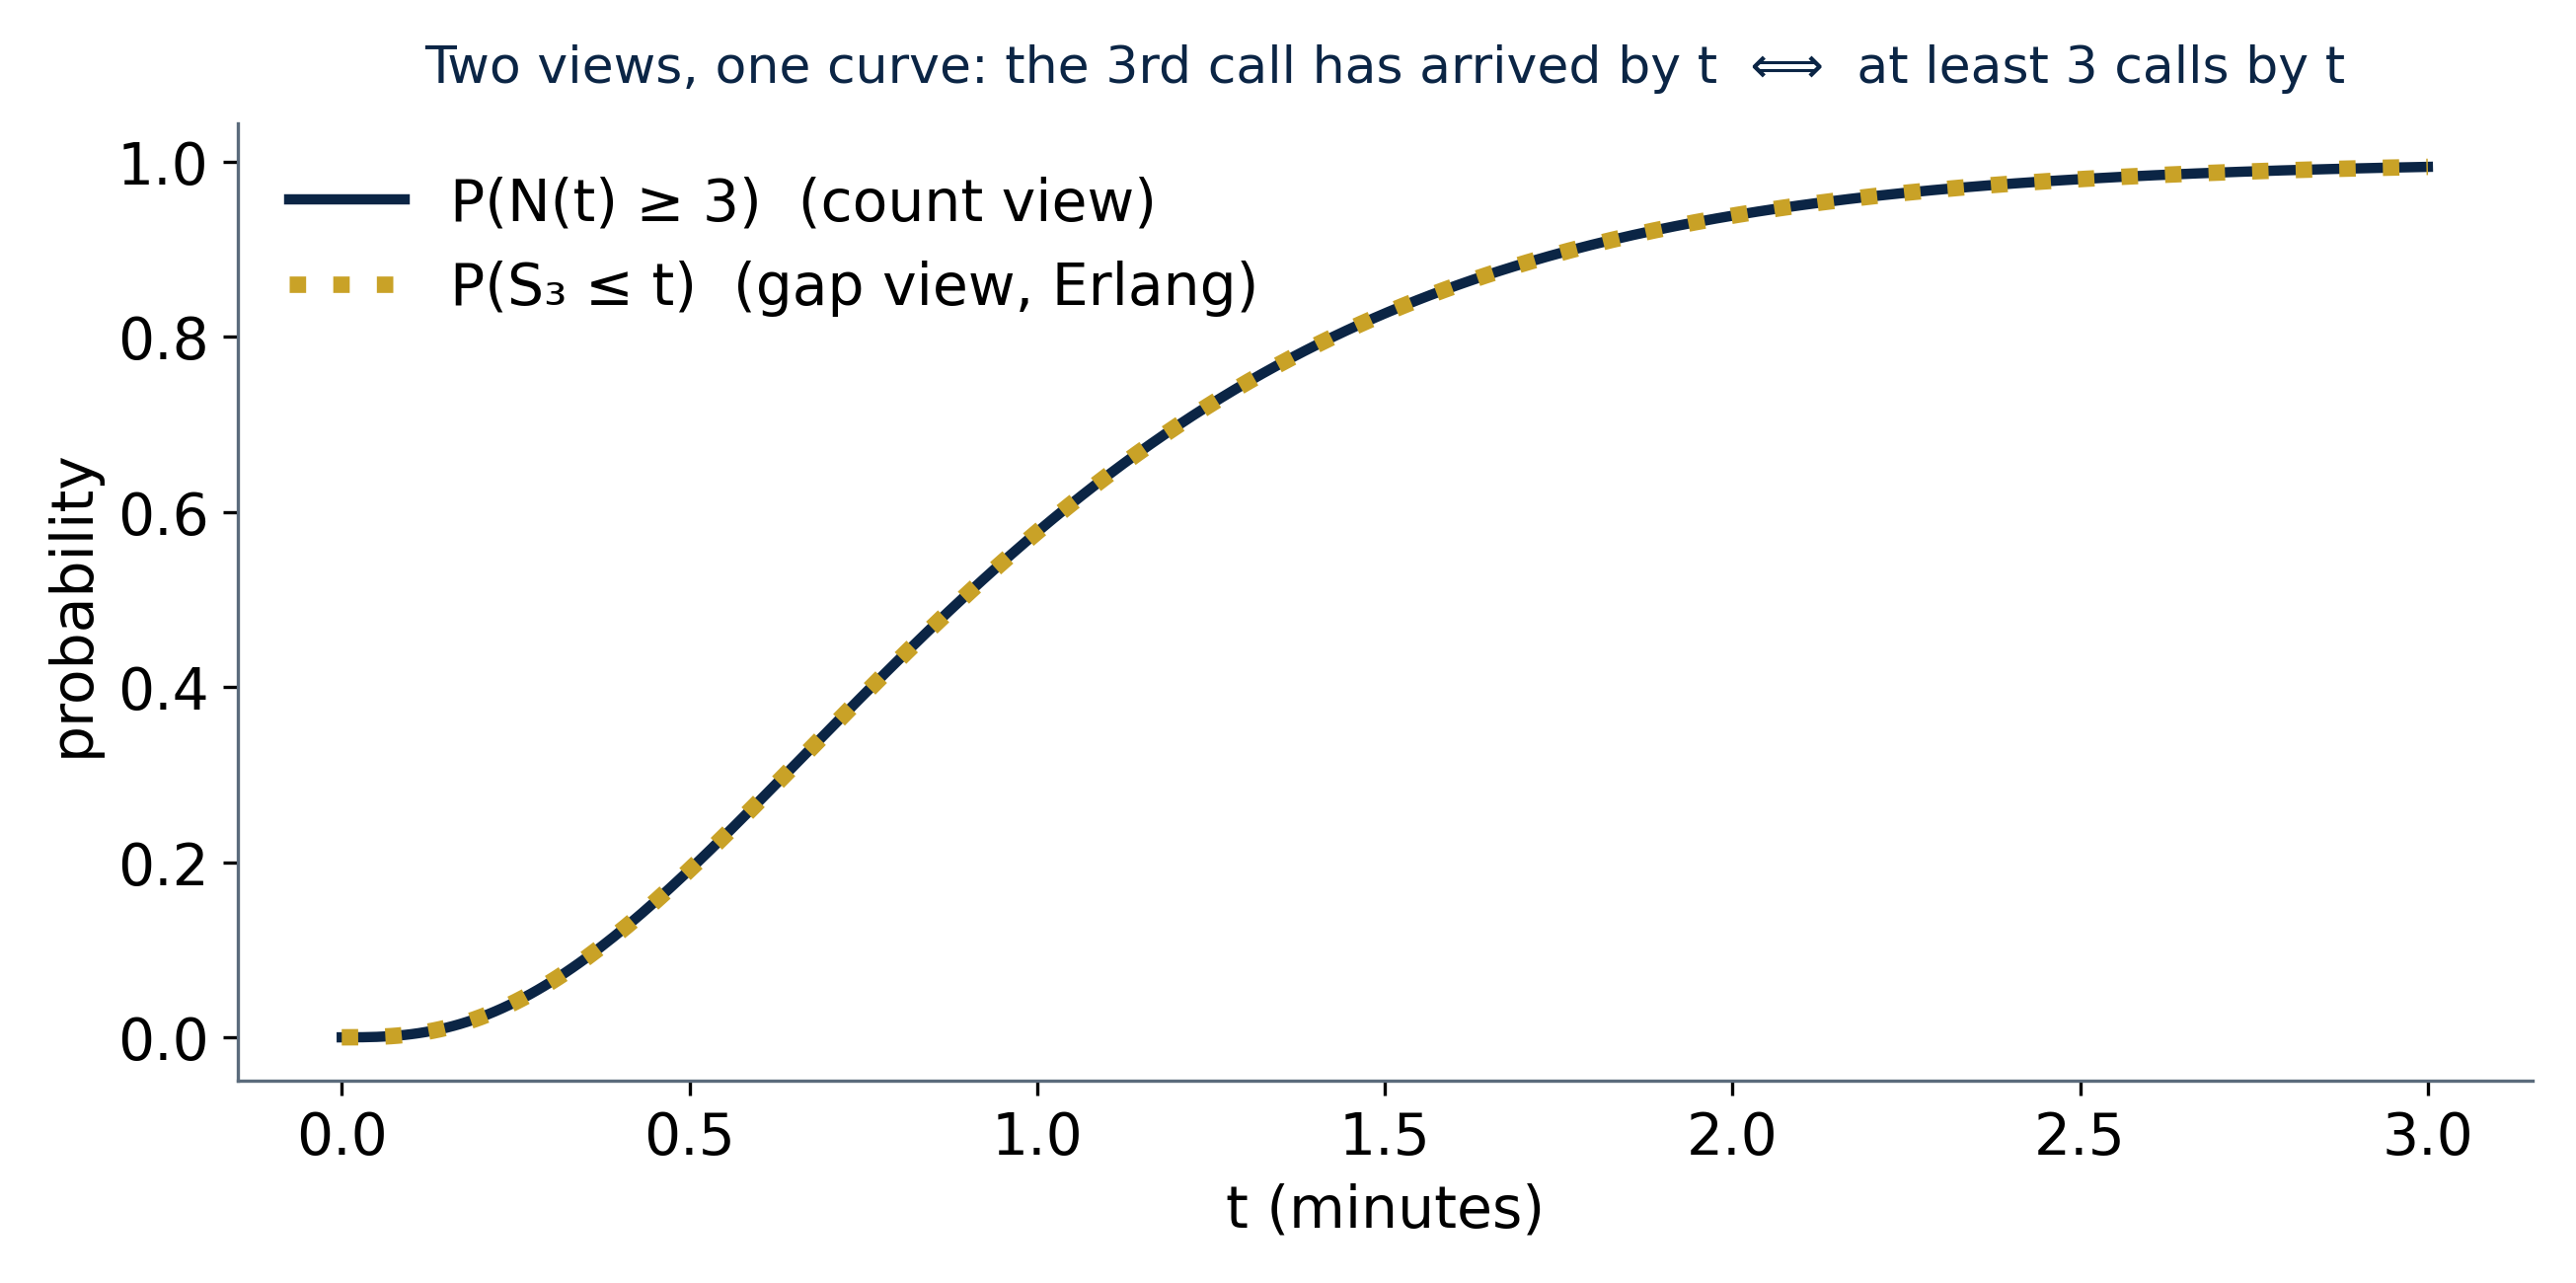 Two views, one curve: the 3rd call has arrived by t ⟺ at least 3 calls by t
P(N(t) ≥ 3) (count view)
P(S₃ ≤ t) (gap view, Erlang)
probability
1.0
0.8
0.6
0.4
0.2
0.0
0.0 0.5 1.0 1.5 2.0 2.5 3.0
t (minutes)